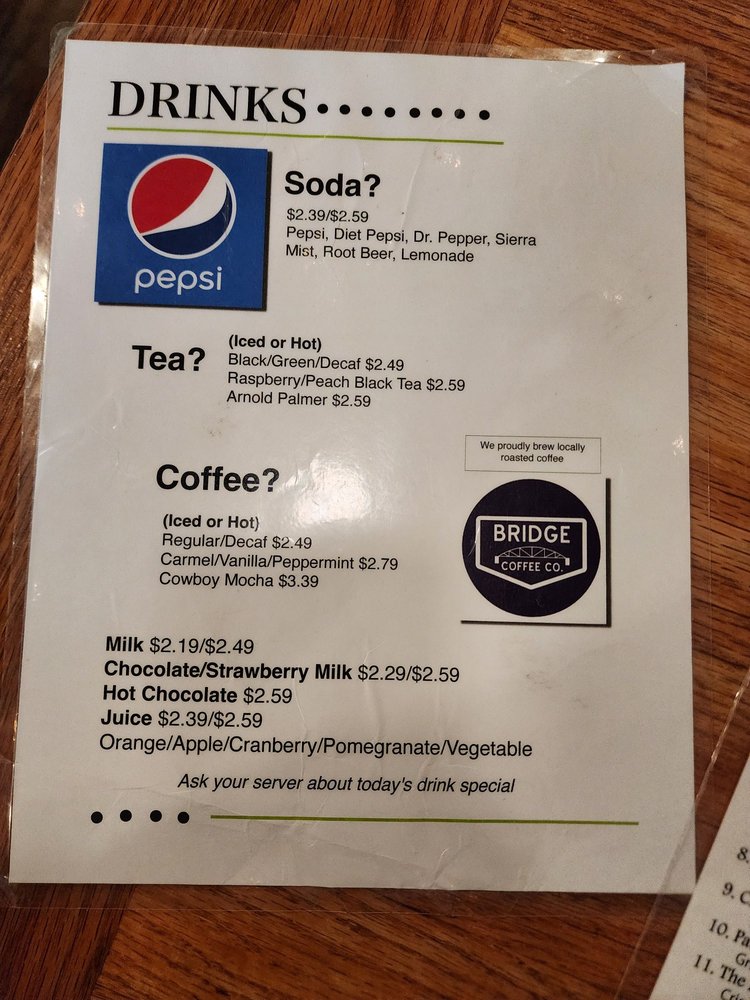 DRINKS ••••••••
pepsi
Soda?
$2.39/$2.59
Pepsi, Diet Pepsi, Dr. Pepper, Sierra
Mist, Root Beer, Lemonade
Tea?
(Iced or Hot)
Black/Green/Decaf $2.49
Raspberry/Peach Black Tea $2.59
Arnold Palmer $2.59
We proudly brew locally
roasted coffee
Coffee?
(Iced or Hot)
Regular/Decaf $2.49
Carmel/Vanilla/Peppermint $2.79
Cowboy Mocha $3.39
BRIDGE
COFFEE CO.
Milk $2.19/$2.49
Chocolate/Strawberry Milk $2.29/$2.59
Hot Chocolate $2.59
Juice $2.39/$2.59
Orange/Apple/Cranberry/Pomegranate/Vegetable
Ask your server about today's drink special
8.
9.
10.
11. The